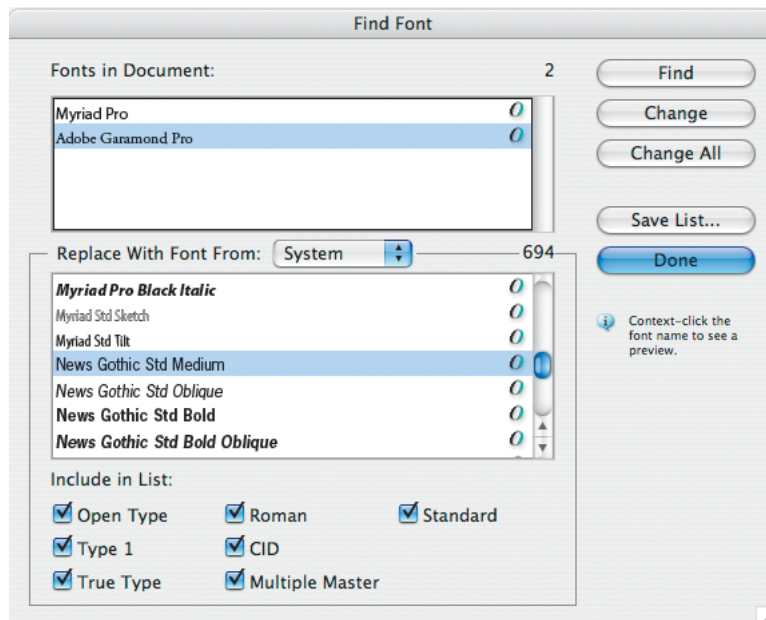 Find Font
Fonts in Document: 2
Myriad Pro O
Adobe Garamond Pro O
Find
Change
Change All
Save List...
Done
Context-click the
font name to see a
preview.
Replace With Font From: System 694
Myriad Pro Black Italic O
Myriad Std Sketch O
Myriad Std Tilt O
News Gothic Std Medium O
News Gothic Std Oblique O
News Gothic Std Bold O
News Gothic Std Bold Oblique O
Include in List:
Open Type Roman Standard
Type 1 CID
True Type Multiple Master